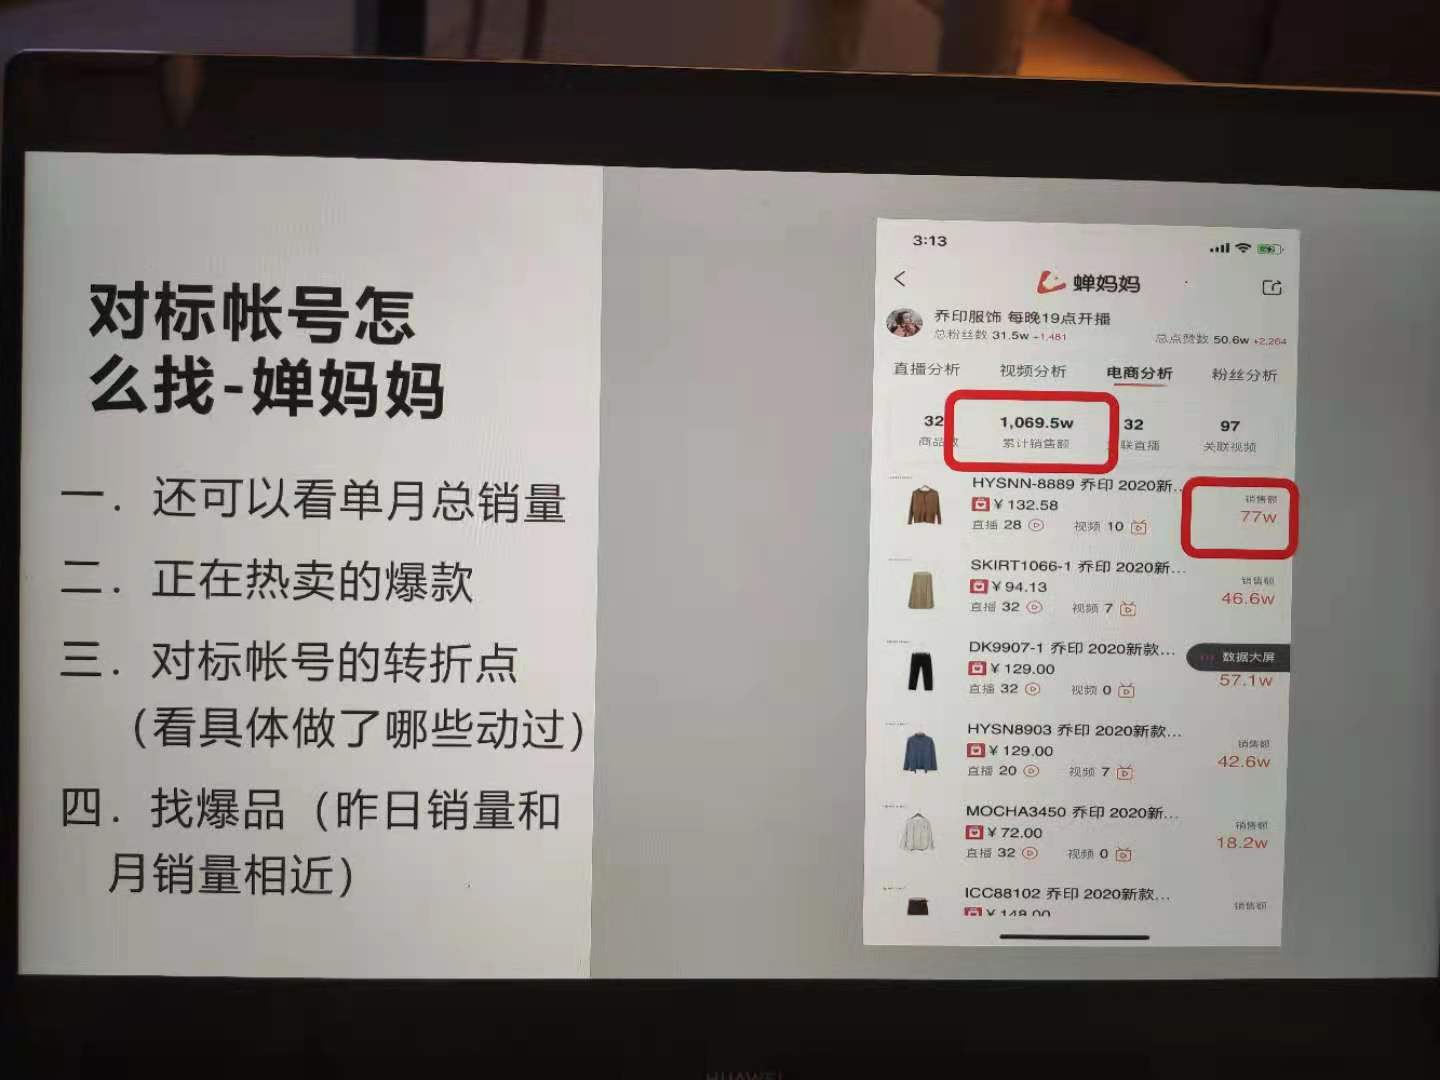 对标帐号怎
么找-婵妈妈
一．还可以看单月总销量
二．正在热卖的爆款
三．对标帐号的转折点
（看具体做了哪些动过）
四．找爆品（昨日销量和
月销量相近）
3:13
蝉妈妈
乔印服饰 每晚19点开播
总粉丝数 31.5w +1,481 总点赞数 50.6w +2,264
直播分析 视频分析 电商分析 粉丝分析
32 1,069.5w 32 97
商品数 累计销售额 联直播 关联视频
HYSNN-8889 乔印 2020新...
¥132.58
直播 28 视频 10
销售额
77w
SKIRT1066-1 乔印 2020新...
¥94.13
直播 32 视频 7
销售额
46.6w
DK9907-1 乔印 2020新款...
¥129.00
直播 32 视频 0
数据大屏
57.1w
HYSN8903 乔印 2020新款...
¥129.00
直播 20 视频 7
销售额
42.6w
MOCHA3450 乔印 2020新...
¥72.00
直播 32 视频 0
销售额
18.2w
ICC88102 乔印 2020新款...
¥148.00
销售额
HUAWEI